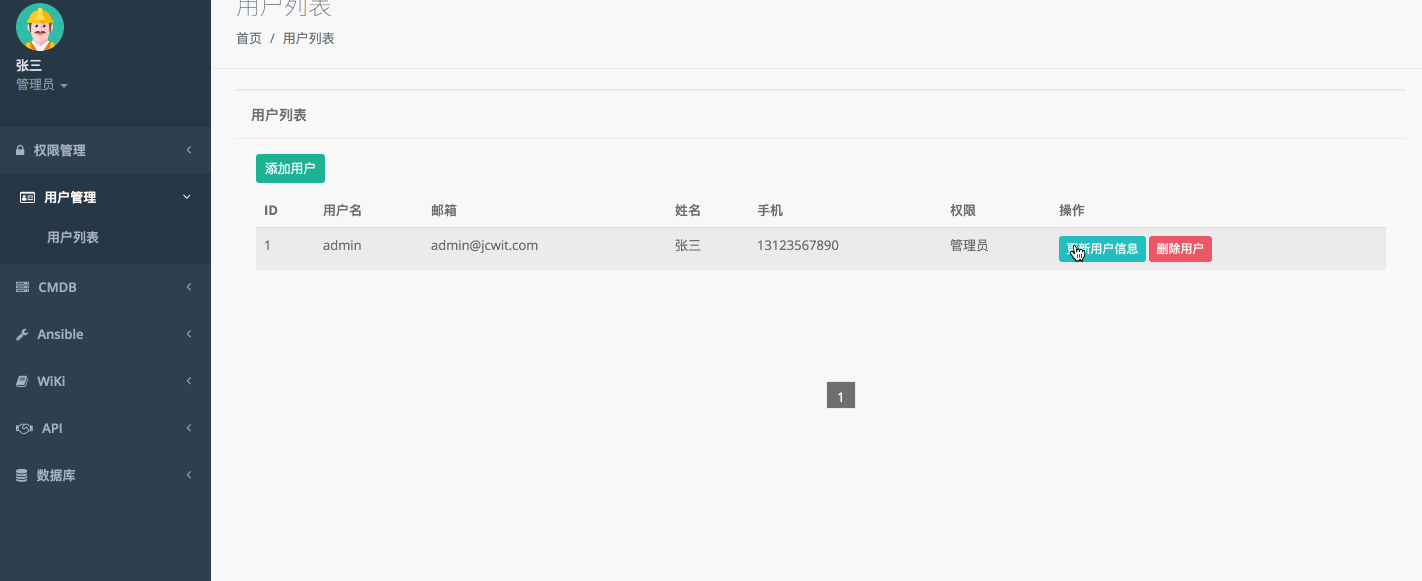 张三
管理员
权限管理
用户管理
用户列表
CMDB
Ansible
WiKi
API
数据库
用户列表
首页 / 用户列表
用户列表
添加用户
ID 用户名 邮箱 姓名 手机 权限 操作
1 admin admin@jcwit.com 张三 13123567890 管理员 更新用户信息 删除用户
1